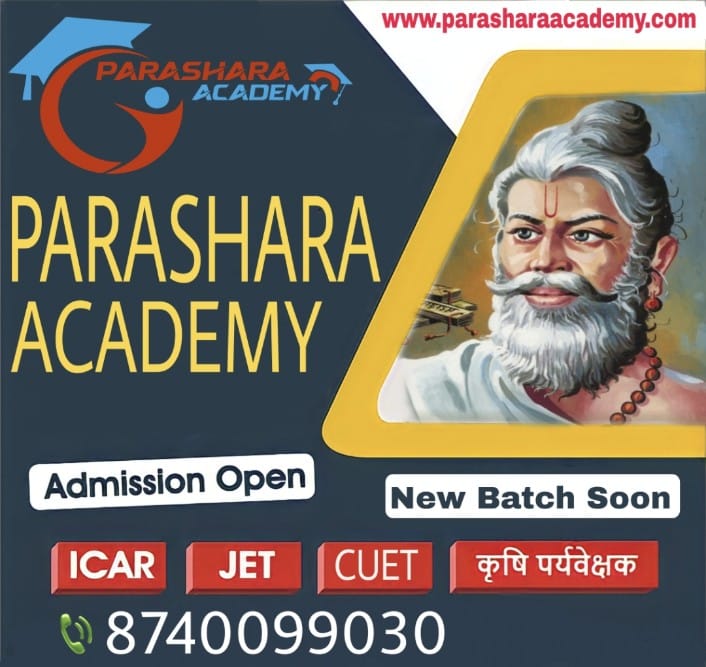 www.parasharaacademy.com
PARASHARA
ACADEMY
PARASHARA
ACADEMY
Admission Open
New Batch Soon
ICAR JET CUET कृषि पर्यवेक्षक
8740099030